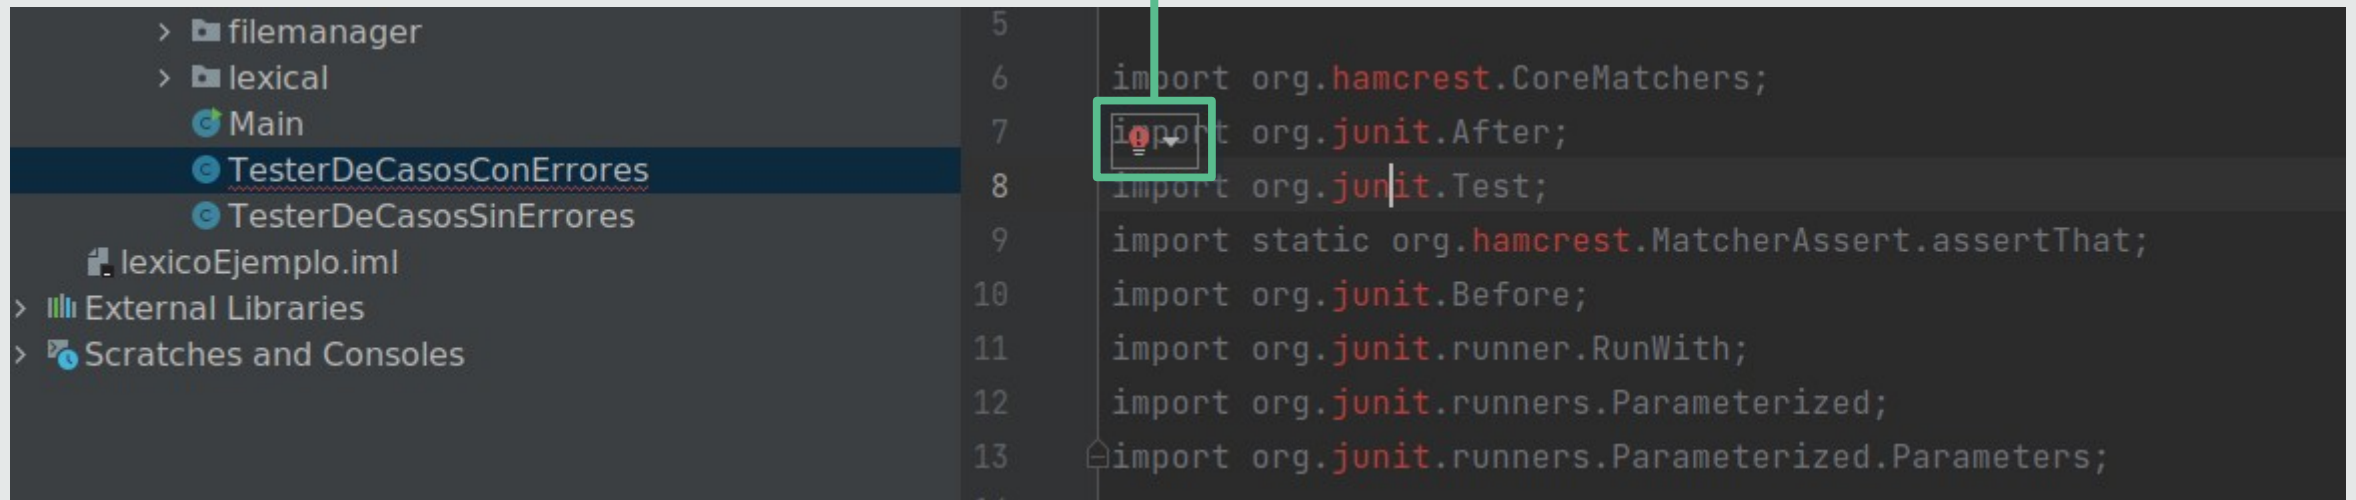 filemanager
lexical
Main
TesterDeCasosConErrores
TesterDeCasosSinErrores
lexicoEjemplo.iml
External Libraries
Scratches and Consoles
5
6 import org.hamcrest.CoreMatchers;
7 import org.junit.After;
8 import org.junit.Test;
9 import static org.hamcrest.MatcherAssert.assertThat;
10 import org.junit.Before;
11 import org.junit.runner.RunWith;
12 import org.junit.runners.Parameterized;
13 import org.junit.runners.Parameterized.Parameters;